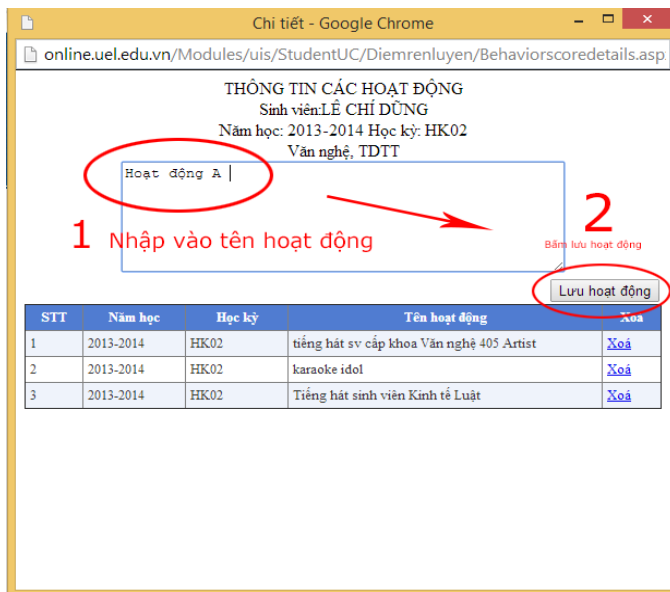 Chi tiết - Google Chrome
online.uel.edu.vn/Modules/uis/StudentUC/Diemrenluyen/Behaviorscoredetails.asp
THÔNG TIN CÁC HOẠT ĐỘNG
Sinh viên:LÊ CHÍ DŨNG
Năm học: 2013-2014 Học kỳ: HK02
Văn nghệ, TDTT
Hoạt động A
1 Nhập vào tên hoạt động
2
Bấm lưu hoạt động
Lưu hoạt động
STT Năm học Học kỳ Tên hoạt động Xoá
1 2013-2014 HK02 tiếng hát sv cấp khoa Văn nghệ 405 Artist Xoá
2 2013-2014 HK02 karaoke idol Xoá
3 2013-2014 HK02 Tiếng hát sinh viên Kinh tế Luật Xoá